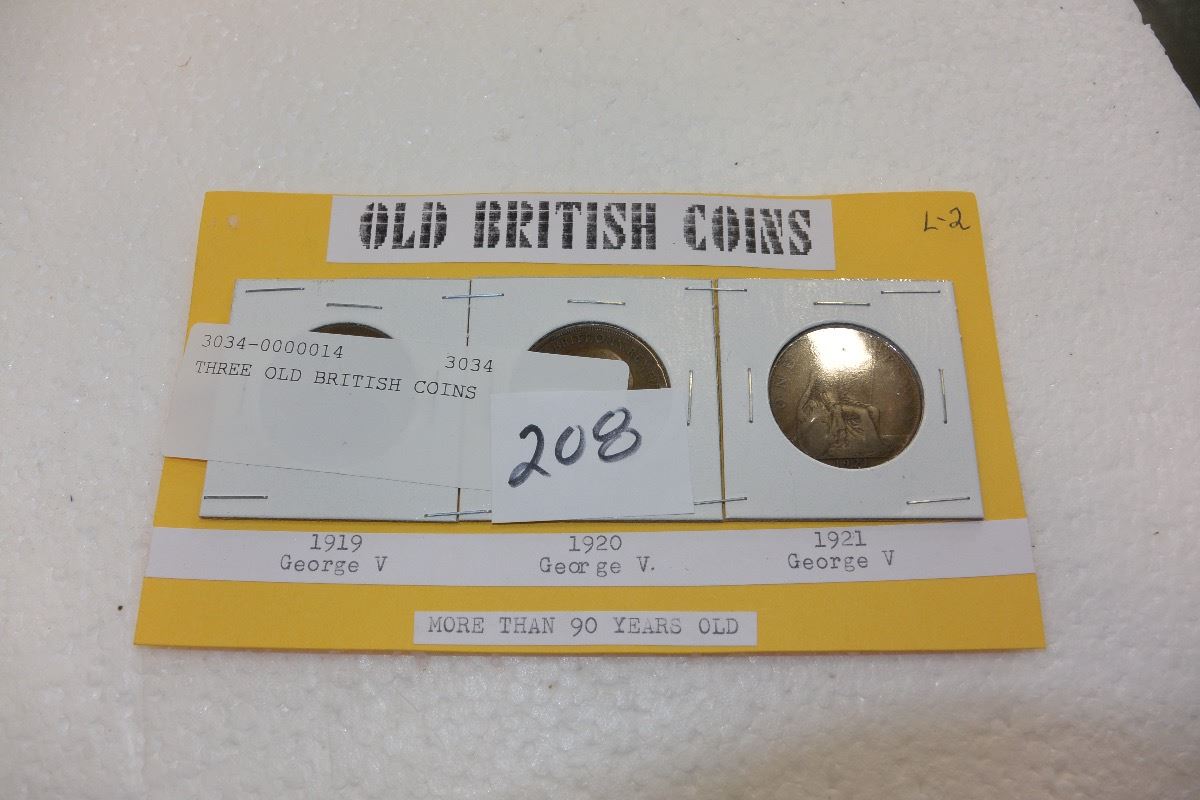 OLD BRITISH COINS
L-2
3034-0000014
3034
THREE OLD BRITISH COINS
208
1921
1919
George V
1920
George V.
1921
George V
MORE THAN 90 YEARS OLD